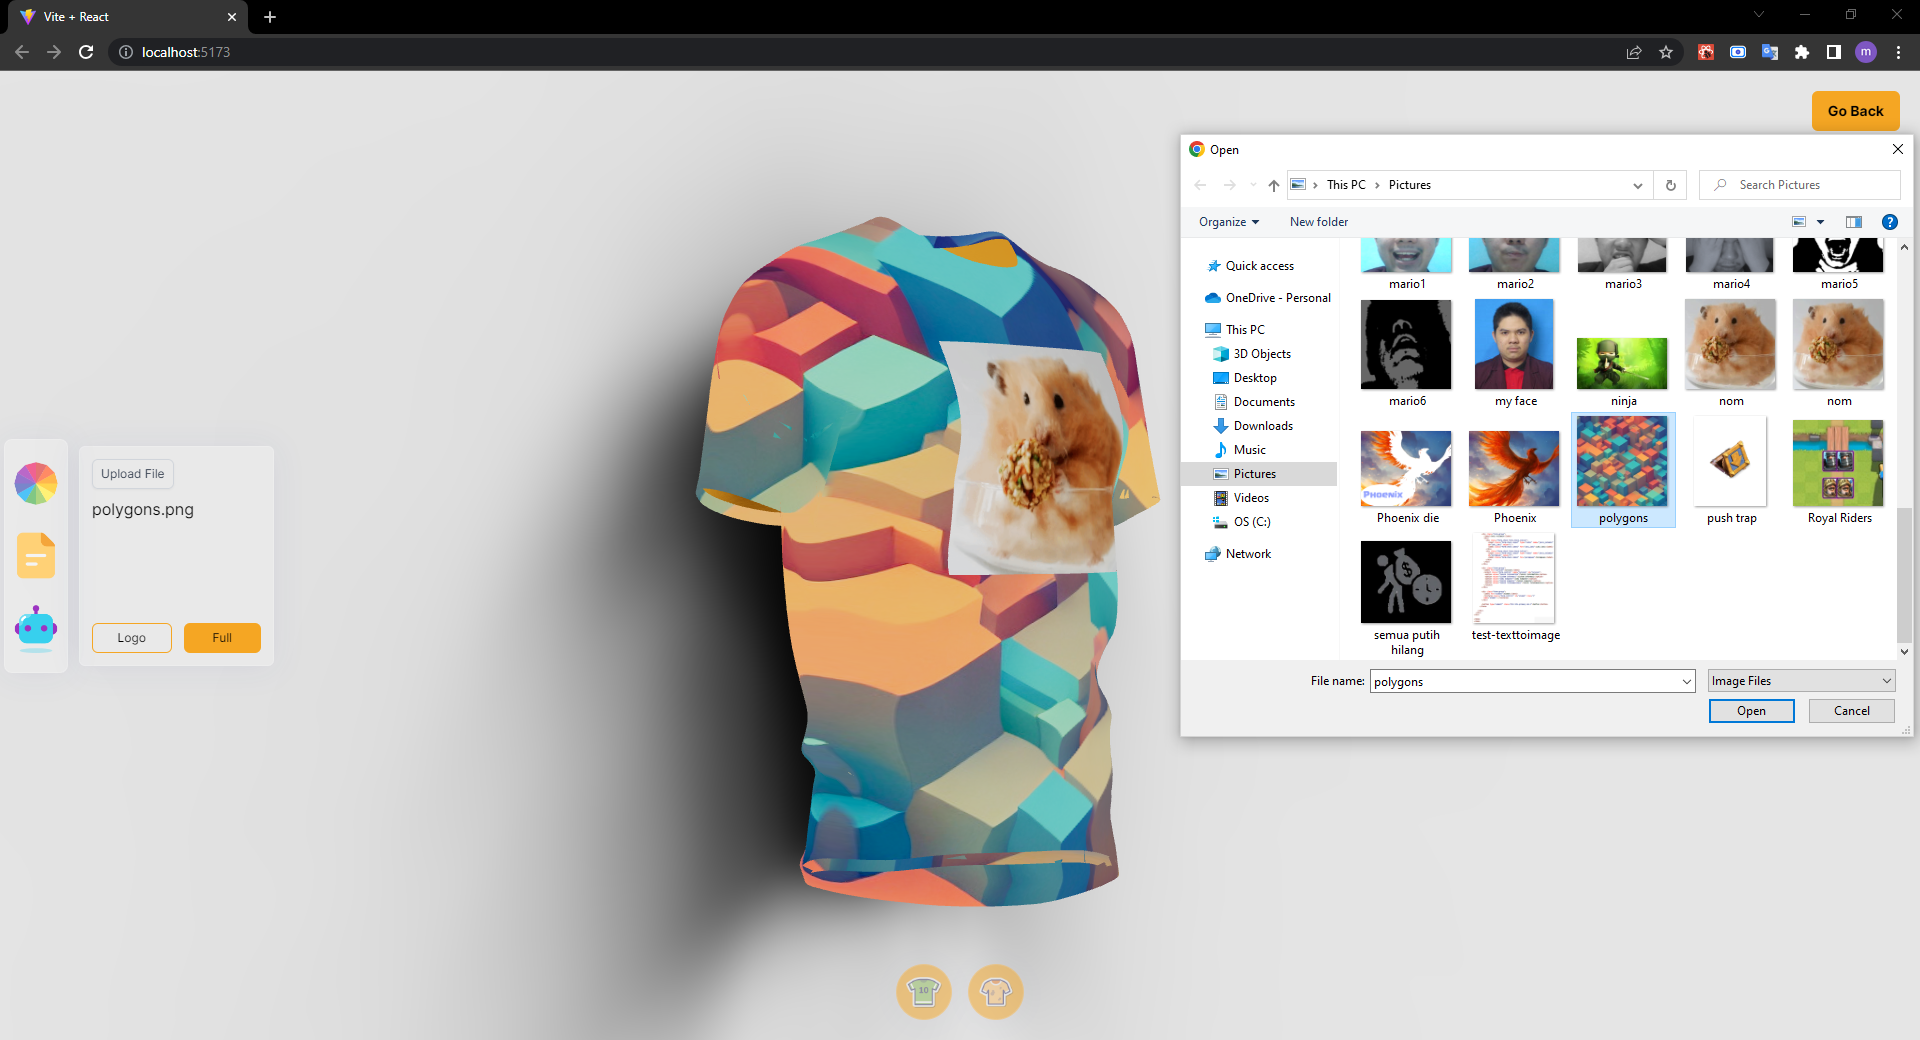 Vite + React
localhost:5173
m
Go Back
Open
This PC
Pictures
Search Pictures
Organize
New folder
?
Quick access
OneDrive - Personal
This PC
3D Objects
Desktop
Documents
Downloads
Music
Pictures
Videos
OS (C:)
Network
mario1
mario2
mario3
mario4
mario5
mario6
my face
ninja
nom
nom
Phoenix
Phoenix die
Phoenix
polygons
push trap
Royal Riders
semua putih
hilang
test-texttoimage
File name:
polygons
Image Files
Open
Cancel
Upload File
polygons.png
Logo
Full
10